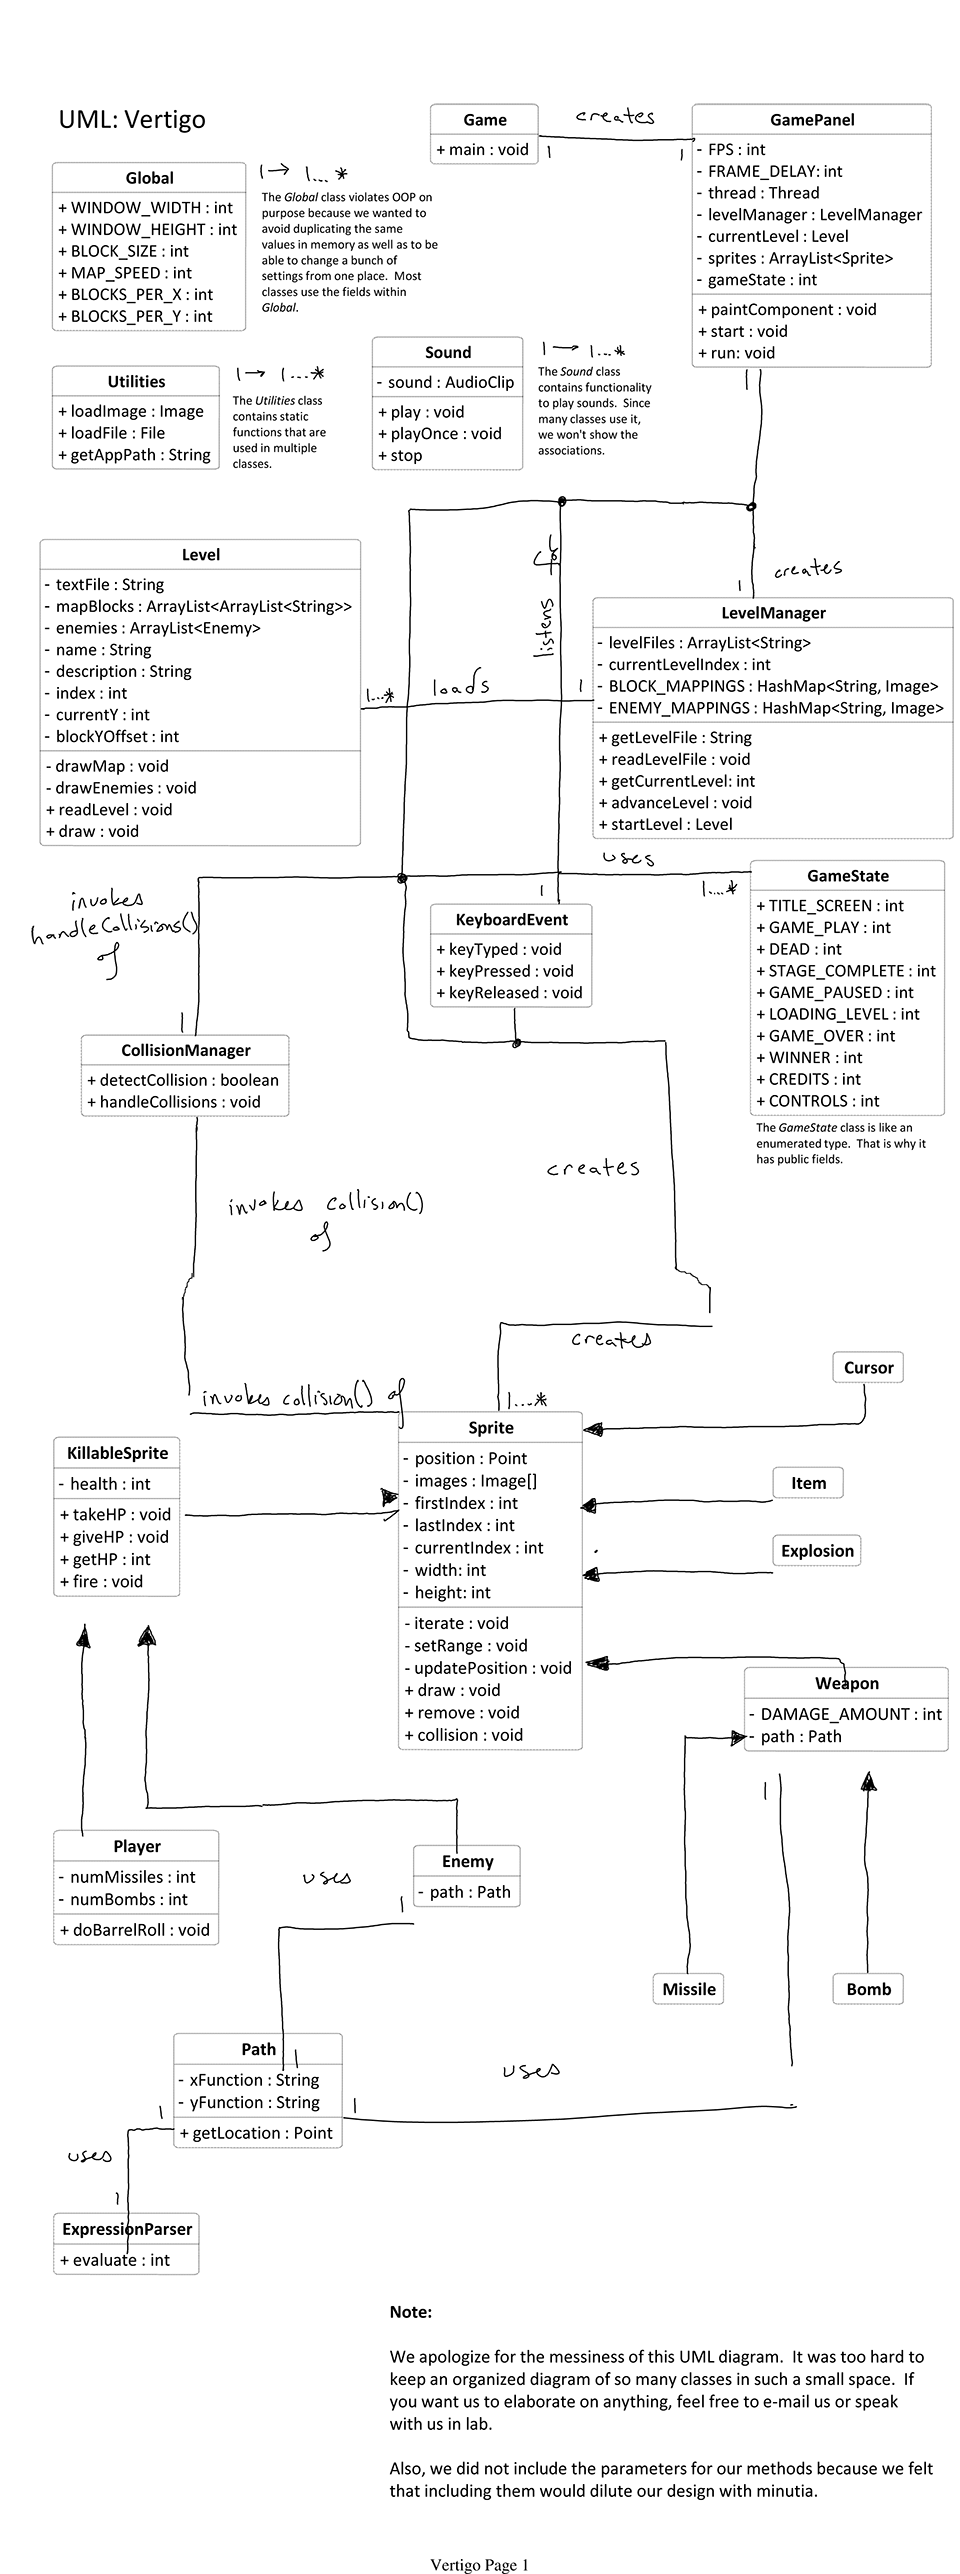 UML: Vertigo
Game
+ main : void
creates
1
1
GamePanel
- FPS : int
- FRAME_DELAY: int
- thread : Thread
- levelManager : LevelManager
- currentLevel : Level
- sprites : ArrayList<Sprite>
- gameState : int
+ paintComponent : void
+ start : void
+ run: void
1
Global
+ WINDOW_WIDTH : int
+ WINDOW_HEIGHT : int
+ BLOCK_SIZE : int
+ MAP_SPEED : int
+ BLOCKS_PER_X : int
+ BLOCKS_PER_Y : int
1 → 1...*
The Global class violates OOP on
purpose because we wanted to
avoid duplicating the same
values in memory as well as to be
able to change a bunch of
settings from one place. Most
classes use the fields within
Global.
Utilities
+ loadImage : Image
+ loadFile : File
+ getAppPath : String
1 → 1...*
The Utilities class
contains static
functions that are
used in multiple
classes.
Sound
- sound : AudioClip
+ play : void
+ playOnce : void
+ stop
1 → 1...*
The Sound class
contains functionality
to play sounds. Since
many classes use it,
we won't show the
associations.
Level
- textFile : String
- mapBlocks : ArrayList<ArrayList<String>>
- enemies : ArrayList<Enemy>
- name : String
- description : String
- index : int
- currentY : int
- blockYOffset : int
- drawMap : void
- drawEnemies : void
+ readLevel : void
+ draw : void
1...*
loads
1
listens
creates
1
LevelManager
- levelFiles : ArrayList<String>
- currentLevelIndex : int
- BLOCK_MAPPINGS : HashMap<String, Image>
- ENEMY_MAPPINGS : HashMap<String, Image>
+ getLevelFile : String
+ readLevelFile : void
+ getCurrentLevel: int
+ advanceLevel : void
+ startLevel : Level
uses
1...*
GameState
+ TITLE_SCREEN : int
+ GAME_PLAY : int
+ DEAD : int
+ STAGE_COMPLETE : int
+ GAME_PAUSED : int
+ LOADING_LEVEL : int
+ GAME_OVER : int
+ WINNER : int
+ CREDITS : int
+ CONTROLS : int
The GameState class is like an
enumerated type. That is why it
has public fields.
1
KeyboardEvent
+ keyTyped : void
+ keyPressed : void
+ keyReleased : void
invokes
handleCollisions()
of
1
CollisionManager
+ detectCollision : boolean
+ handleCollisions : void
invokes collision()
of
creates
creates
invokes collision() of
1...*
Cursor
Sprite
- position : Point
- images : Image[]
- firstIndex : int
- lastIndex : int
- currentIndex : int
- width: int
- height: int
- iterate : void
- setRange : void
- updatePosition : void
+ draw : void
+ remove : void
+ collision : void
KillableSprite
- health : int
+ takeHP : void
+ giveHP : void
+ getHP : int
+ fire : void
Item
Explosion
Weapon
- DAMAGE_AMOUNT : int
- path : Path
1
Player
- numMissiles : int
- numBombs : int
+ doBarrelRoll : void
Enemy
- path : Path
uses
1
Missile
Bomb
Path
- xFunction : String
- yFunction : String
+ getLocation : Point
1
1
uses
1
uses
1
ExpressionParser
+ evaluate : int
Note:
We apologize for the messiness of this UML diagram. It was too hard to
keep an organized diagram of so many classes in such a small space. If
you want us to elaborate on anything, feel free to e-mail us or speak
with us in lab.
Also, we did not include the parameters for our methods because we felt
that including them would dilute our design with minutia.
Vertigo Page 1